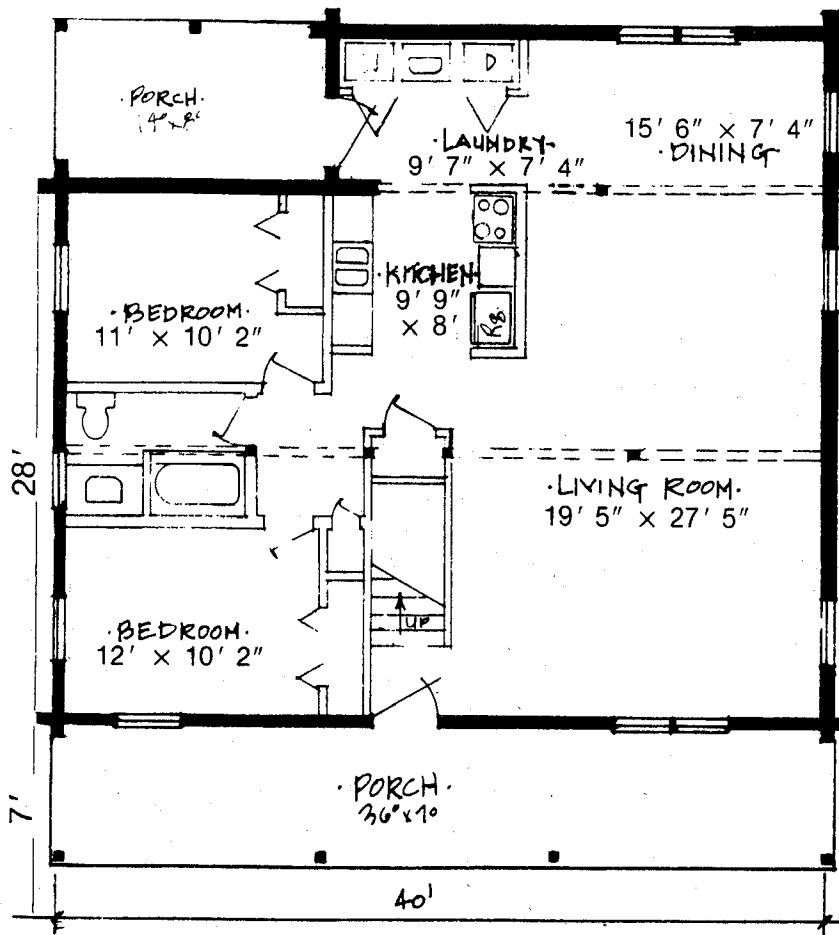 ·PORCH·
15' 6" × 7' 4"
·DINING
·LAUNDRY·
9' 7" × 7' 4"
·KITCHEN·
9' 9"
× 8'
·BEDROOM·
11' × 10' 2"
28'
·LIVING ROOM·
19' 5" × 27' 5"
UP
·BEDROOM·
12' × 10' 2"
·PORCH·
7'
40'